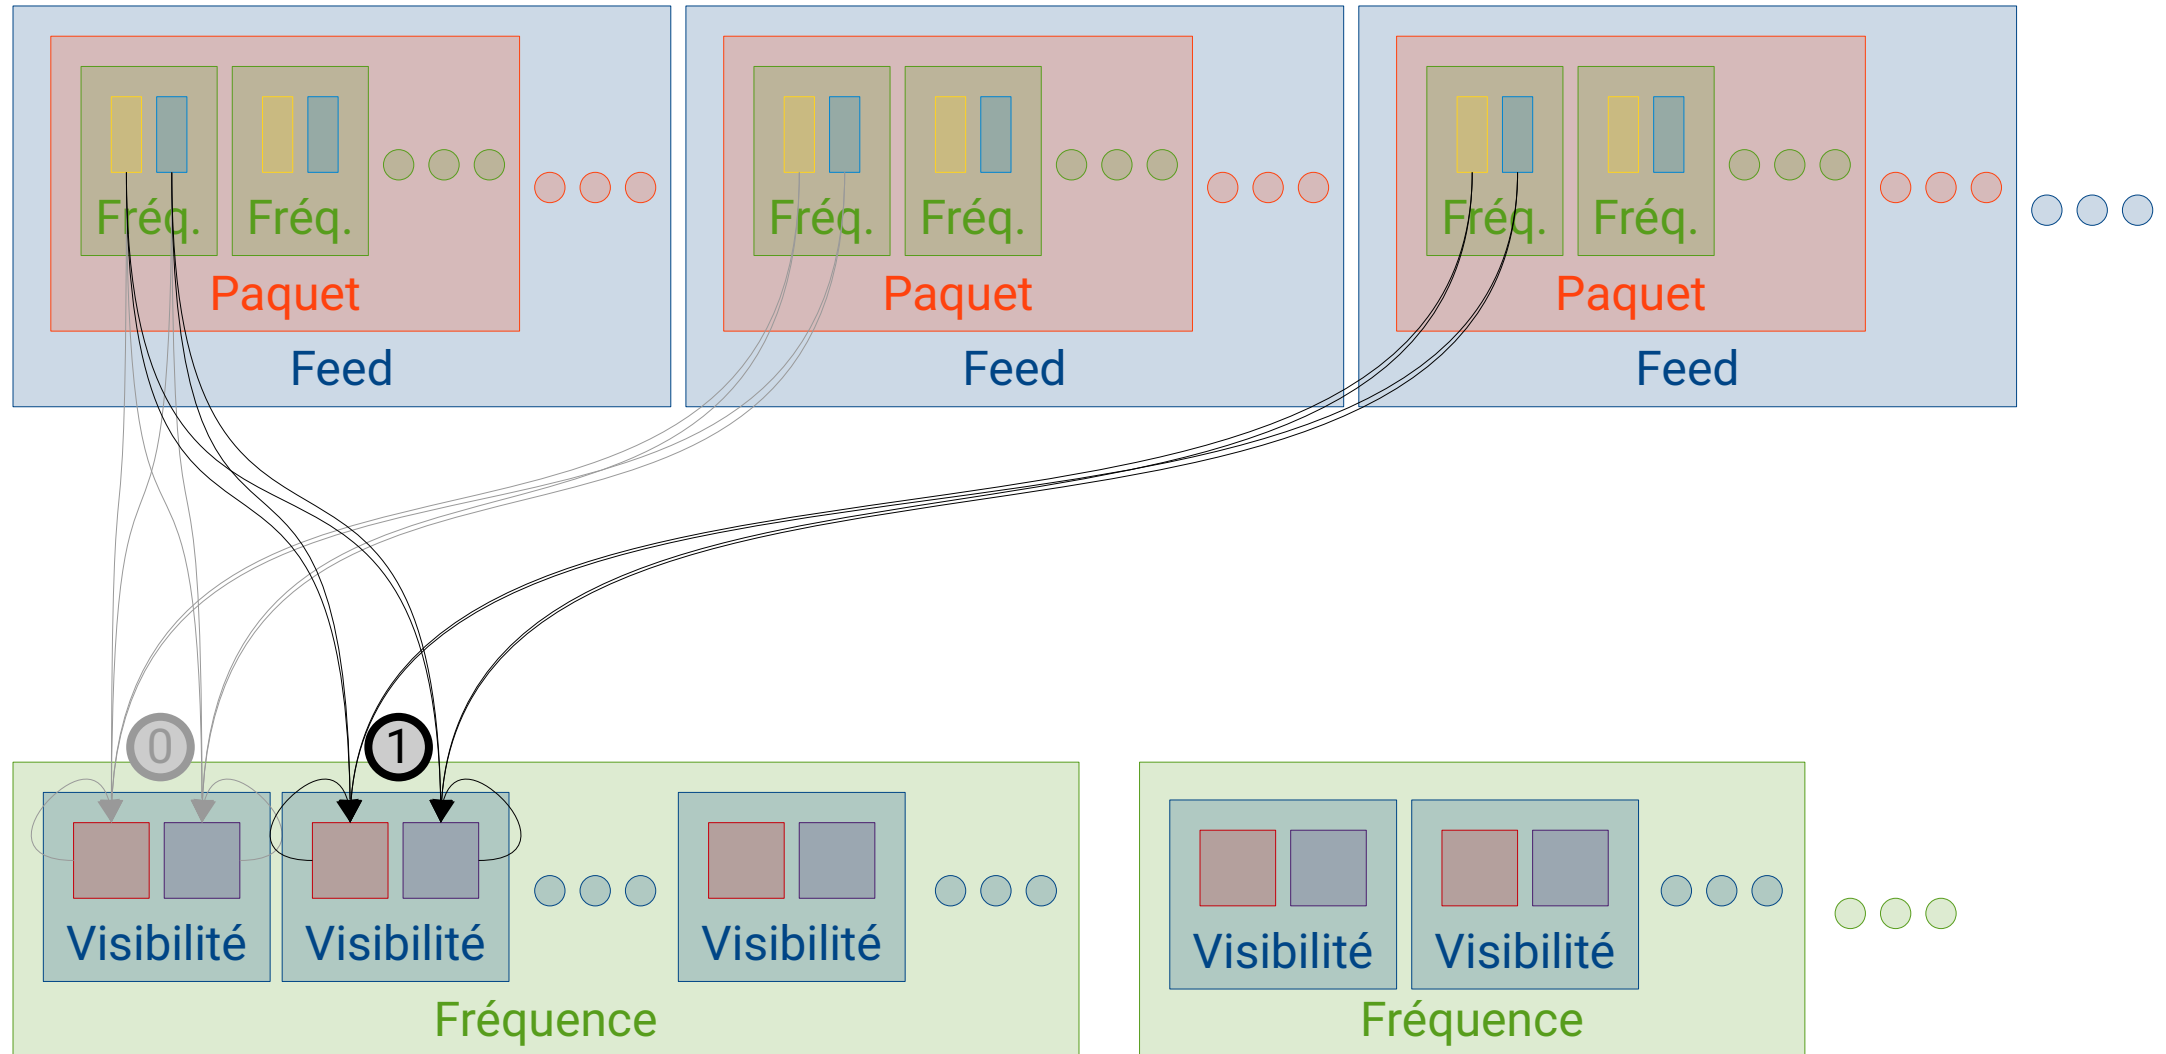 Fréq. Fréq. Fréq. Fréq. Fréq. Fréq.
Paquet Paquet Paquet
Feed Feed Feed
0 1
Visibilité Visibilité Visibilité Visibilité Visibilité
Fréquence Fréquence